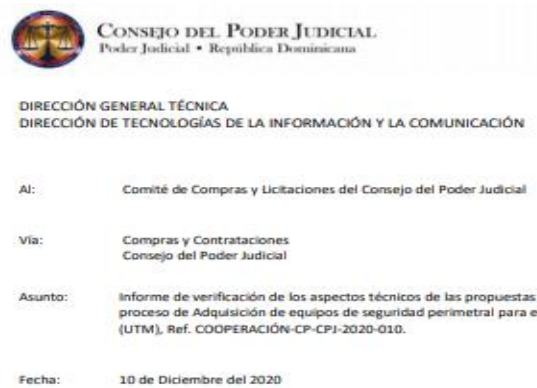 CONSEJO DEL PODER JUDICIAL
Poder Judicial • República Dominicana
DIRECCIÓN GENERAL TÉCNICA
DIRECCIÓN DE TECNOLOGÍAS DE LA INFORMACIÓN Y LA COMUNICACIÓN
Al: Comité de Compras y Licitaciones del Consejo del Poder Judicial
Vía: Compras y Contrataciones
Consejo del Poder Judicial
Asunto: Informe de verificación de los aspectos técnicos de las propuestas
proceso de Adquisición de equipos de seguridad perimetral para e
(UTM), Ref. COOPERACIÓN-CP-CPJ-2020-010.
Fecha: 10 de Diciembre del 2020